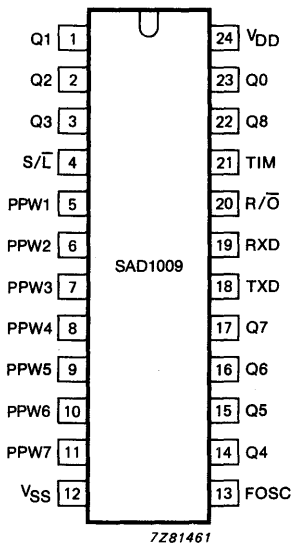 Q1 1 24 VDD
Q2 2 23 Q0
Q3 3 22 Q8
S/L̅ 4 21 TIM
PPW1 5 20 R/O̅
PPW2 6 19 RXD
SAD1009
PPW3 7 18 TXD
PPW4 8 17 Q7
PPW5 9 16 Q6
PPW6 10 15 Q5
PPW7 11 14 Q4
VSS 12 13 FOSC
7Z81461